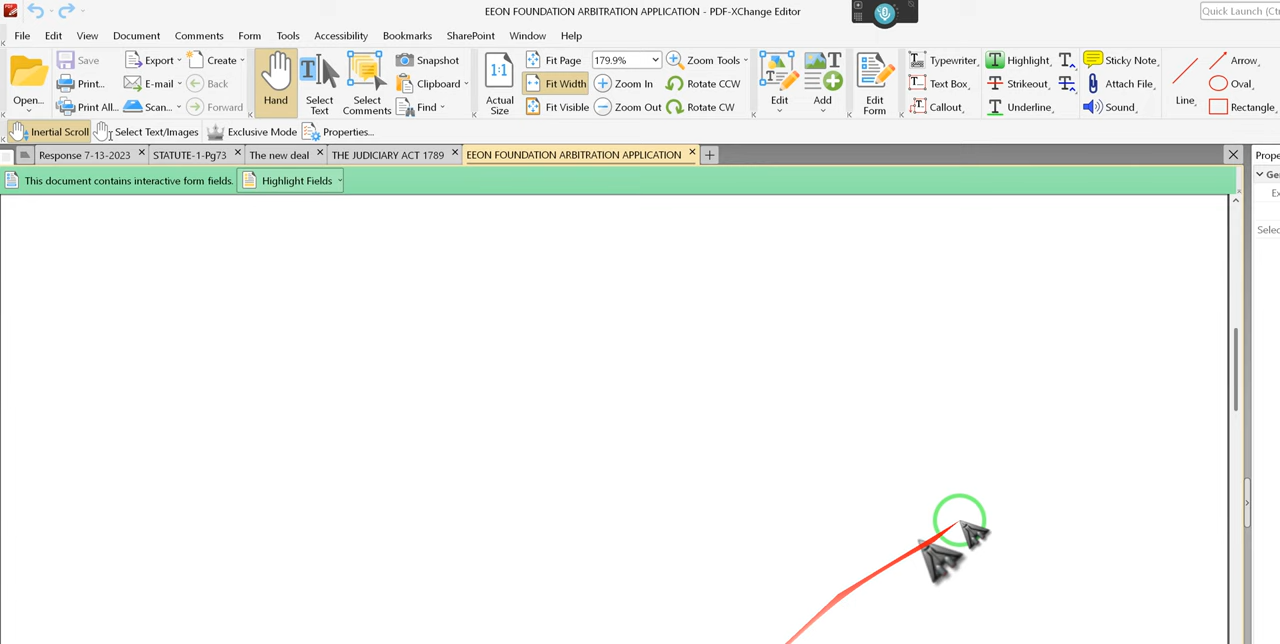 EEON FOUNDATION ARBITRATION APPLICATION - PDF-XChange Editor
Quick Launch (Ctr
File Edit View Document Comments Form Tools Accessibility Bookmarks SharePoint Window Help
Save Export Create Snapshot Fit Page 179.9% Zoom Tools Typewriter Highlight Sticky Note Arrow
Print... E-mail Back Clipboard Fit Width Zoom In Rotate CCW Text Box Strikeout Attach File Oval
Open... Print All... Scan... Forward Hand Select Text Select Comments Find Actual Size Fit Visible Zoom Out Rotate CW Edit Add Edit Form Callout Underline Sound Line Rectangle
Inertial Scroll Select Text/Images Exclusive Mode Properties...
Response 7-13-2023 STATUTE-1-Pg73 The new deal THE JUDICIARY ACT 1789 EEON FOUNDATION ARBITRATION APPLICATION Prope
This document contains interactive form fields. Highlight Fields
Ge
Ex
Selec